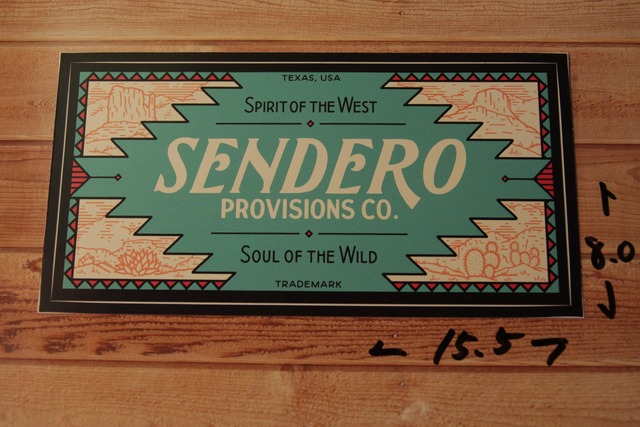 TEXAS, USA
SPIRIT OF THE WEST
SENDERO
PROVISIONS CO.
SOUL OF THE WILD
TRADEMARK
8.0
15.5